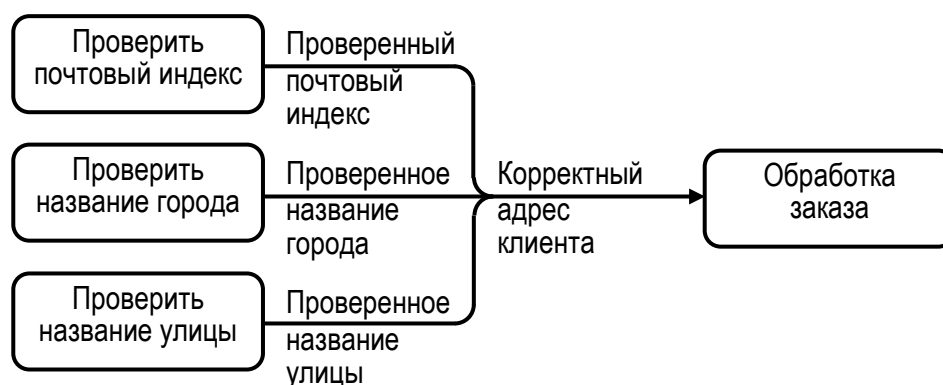 Проверить
почтовый индекс
Проверенный
почтовый
индекс
Проверить
название города
Проверенное
название
города
Корректный
адрес
клиента
Обработка
заказа
Проверить
название улицы
Проверенное
название
улицы